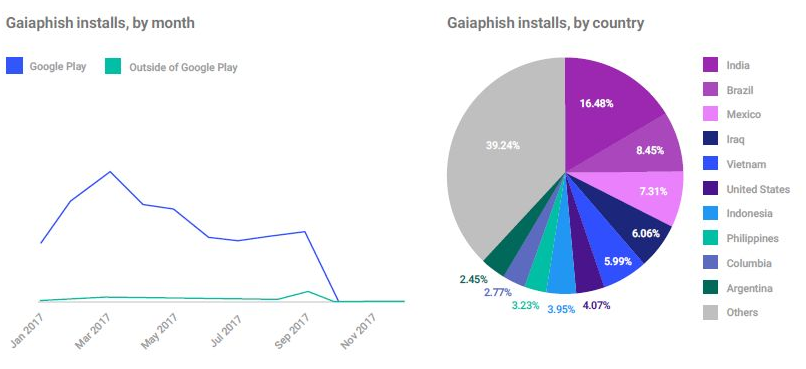 Gaiaphish installs, by month
Google Play
Outside of Google Play
Jan 2017
Mar 2017
May 2017
Jul 2017
Sep 2017
Nov 2017
Gaiaphish installs, by country
16.48%
8.45%
7.31%
6.06%
5.99%
4.07%
3.95%
3.23%
2.77%
2.45%
39.24%
India
Brazil
Mexico
Iraq
Vietnam
United States
Indonesia
Philippines
Columbia
Argentina
Others